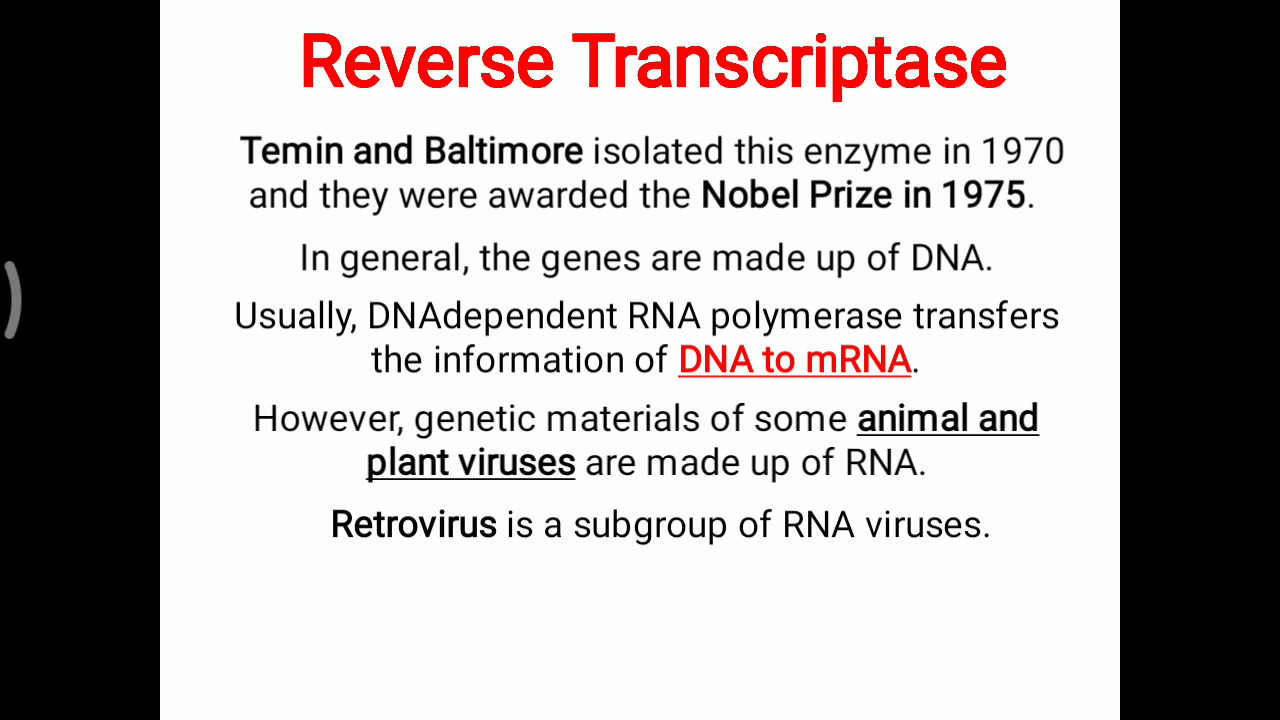 Reverse Transcriptase
Temin and Baltimore isolated this enzyme in 1970
and they were awarded the Nobel Prize in 1975.
In general, the genes are made up of DNA.
Usually, DNAdependent RNA polymerase transfers
the information of DNA to mRNA.
However, genetic materials of some animal and
plant viruses are made up of RNA.
Retrovirus is a subgroup of RNA viruses.